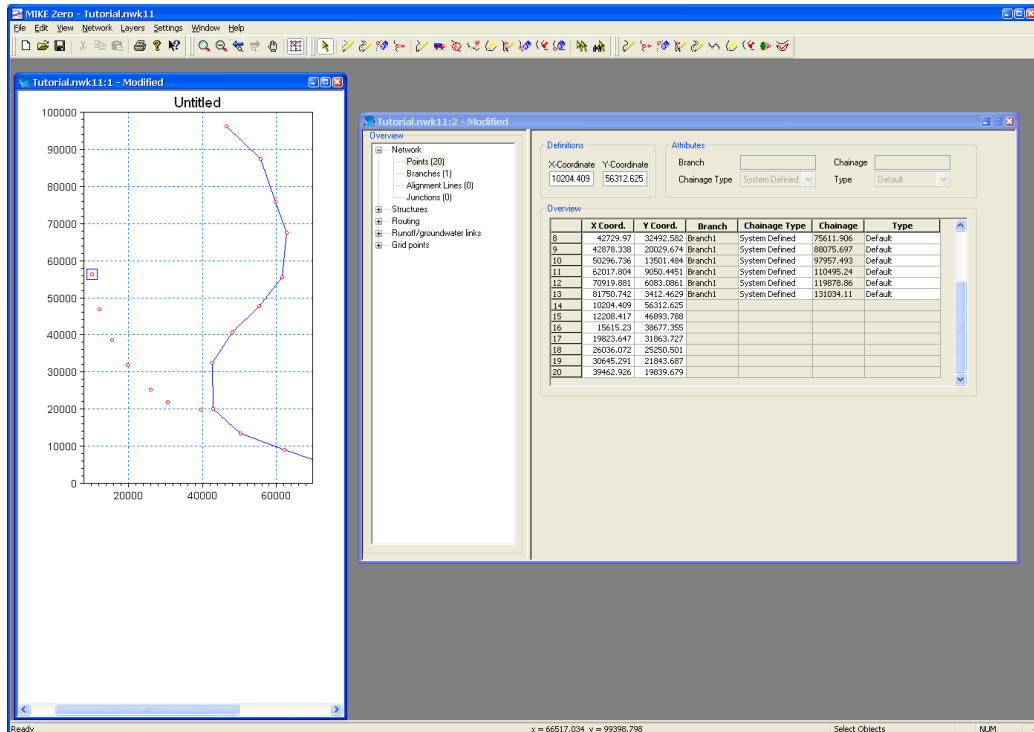 MIKE Zero - Tutorial.nwk11
File Edit View Network Layers Settings Window Help
Tutorial.nwk11:1 - Modified
Untitled
100000
90000
80000
70000
60000
50000
40000
30000
20000
10000
0
20000 40000 60000
Tutorial.nwk11:2 - Modified
Overview
Network
Points (20)
Branches (1)
Alignment Lines (0)
Junctions (0)
Structures
Routing
Runoff/groundwater links
Grid points
Definitions
X-Coordinate Y-Coordinate
10204.409 56312.625
Attributes
Branch Chainage
Chainage Type System Defined Type Default
Overview
X Coord. Y Coord. Branch Chainage Type Chainage Type
8 42729.97 32492.582 Branch1 System Defined 75611.906 Default
9 42878.338 20029.674 Branch1 System Defined 88075.697 Default
10 50296.736 13501.484 Branch1 System Defined 97957.493 Default
11 62017.804 9050.4451 Branch1 System Defined 110495.24 Default
12 70919.881 6083.0861 Branch1 System Defined 119878.86 Default
13 81750.742 3412.4629 Branch1 System Defined 131034.11 Default
14 10204.409 56312.625
15 12208.417 46893.788
16 15615.23 38677.355
17 19823.647 31863.727
18 26036.072 25250.501
19 30645.291 21843.687
20 39462.926 19839.679
Ready x = 66517.034 y = 99398.798 Select Objects NUM